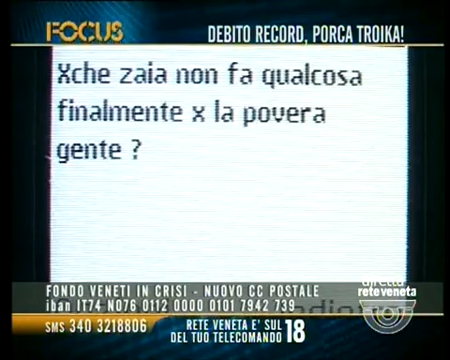 FOCUS
DEBITO RECORD, PORCA TROIKA!
Xche zaia non fa qualcosa
finalmente x la povera
gente ?
FONDO VENETI IN CRISI - NUOVO CC POSTALE
iban IT74 N076 0112 0000 0101 7942 739
diretta
reteveneta
SMS 340 3218806
RETE VENETA E' SUL
DEL TUO TELECOMANDO 18